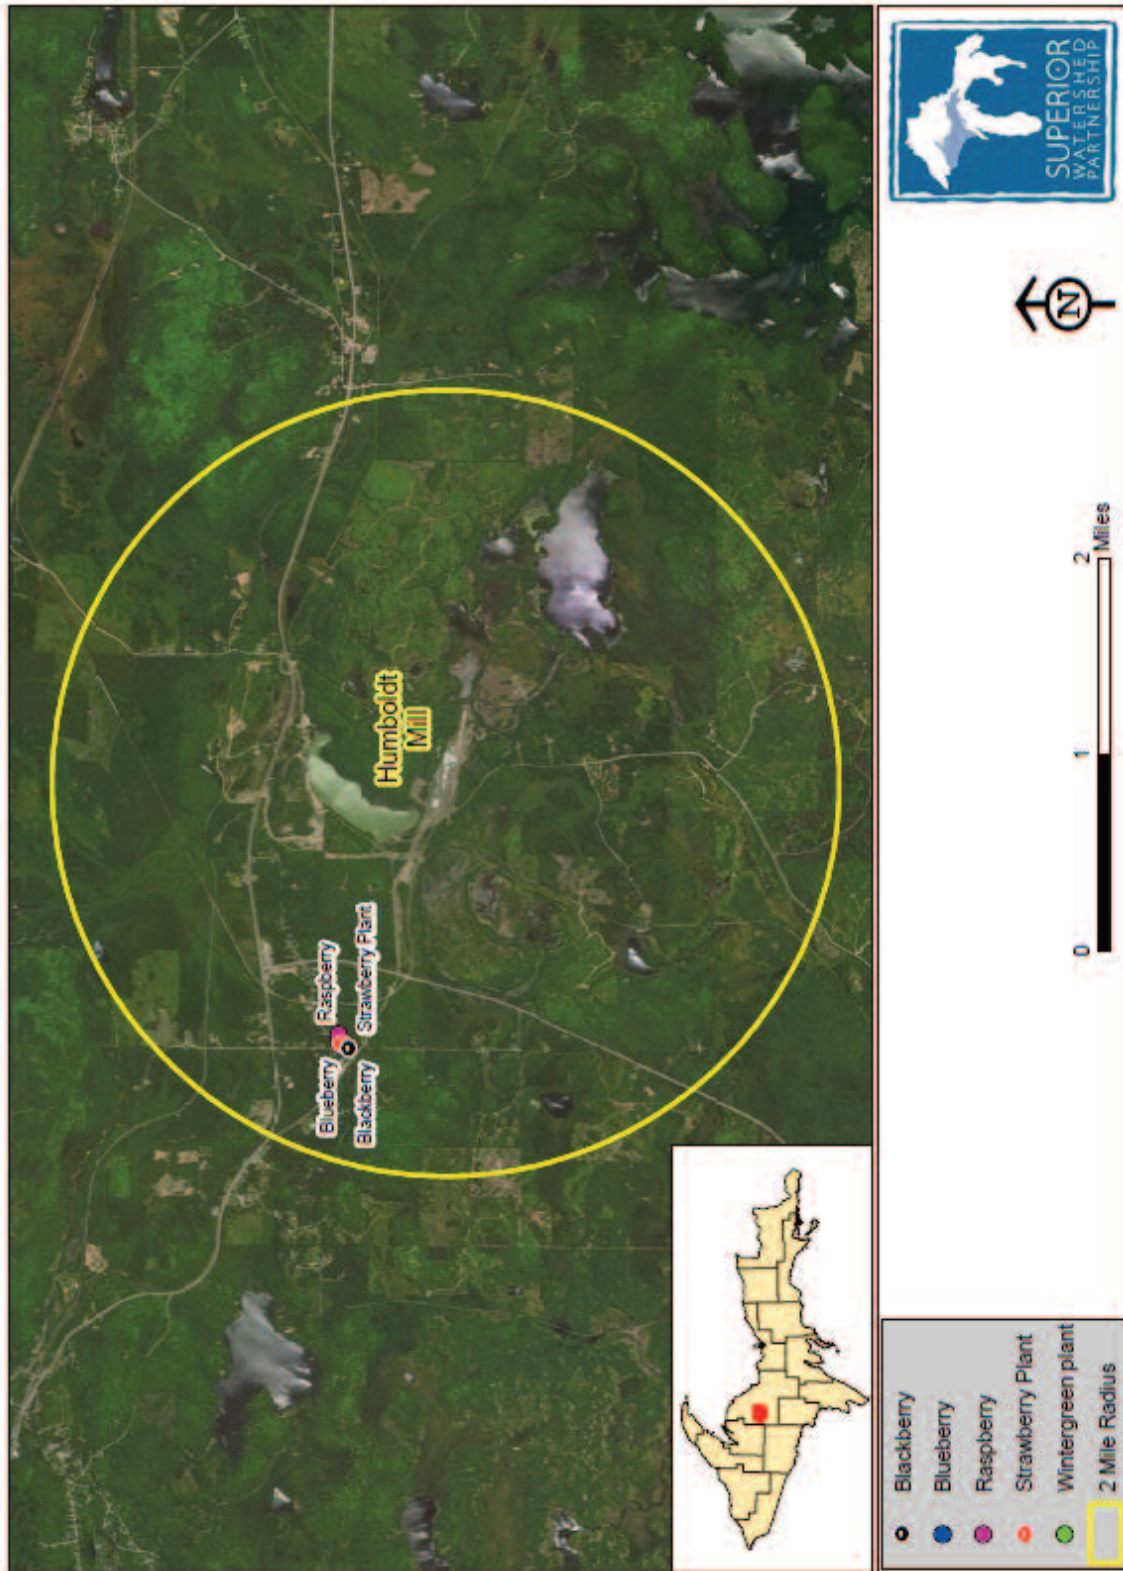 Humboldt
Mill
Blueberry
Raspberry
Blackberry
Strawberry Plant
Blackberry
Blueberry
Raspberry
Strawberry Plant
Wintergreen plant
2 Mile Radius
0
1
2
Miles
N
SUPERIOR
WATERSHED
PARTNERSHIP